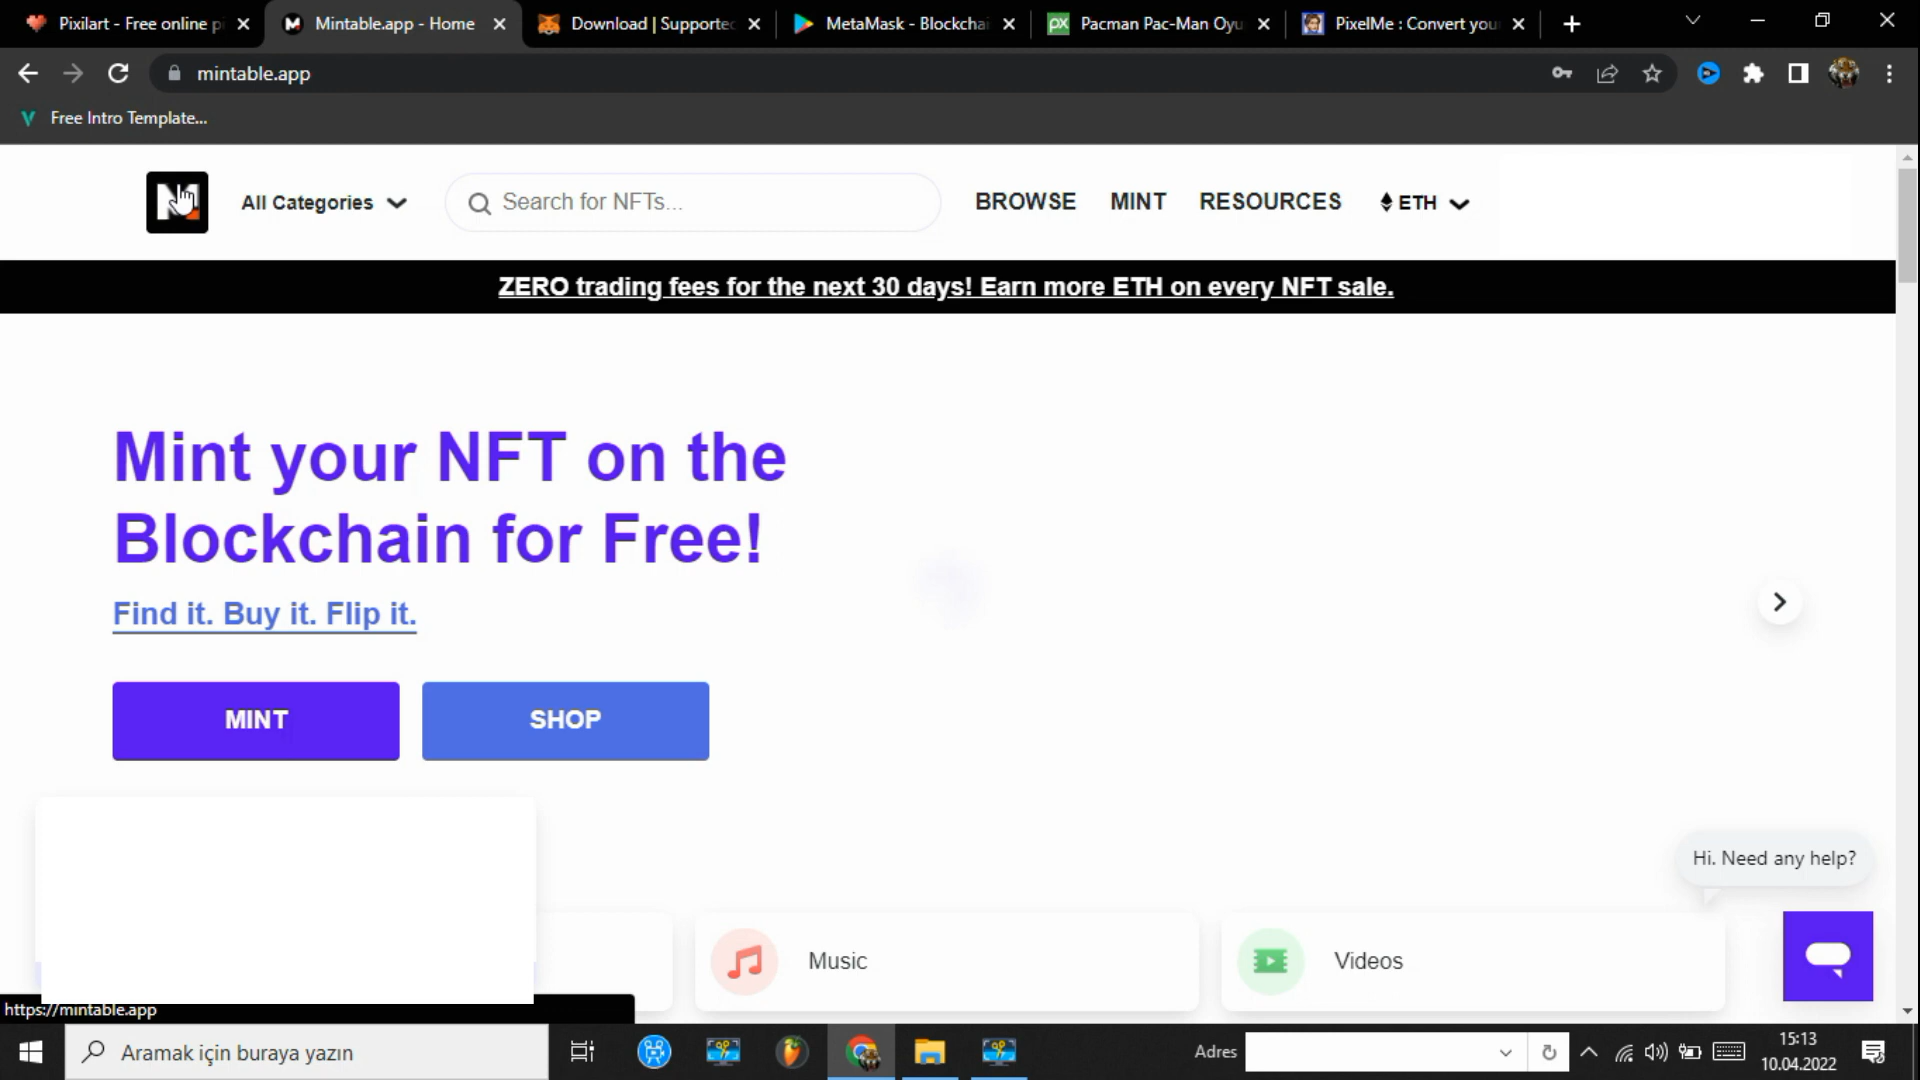 Pixilart - Free online pi
Mintable.app - Home
Download | Supported
MetaMask - Blockchai
Pacman Pac-Man Oyu
PixelMe : Convert you
mintable.app
Free Intro Template...
All Categories
Search for NFTs...
BROWSE
MINT
RESOURCES
ETH
ZERO trading fees for the next 30 days! Earn more ETH on every NFT sale.
Mint your NFT on the
Blockchain for Free!
Find it. Buy it. Flip it.
MINT
SHOP
Hi. Need any help?
Music
Videos
https://mintable.app
Aramak için buraya yazın
Adres
15:13
10.04.2022